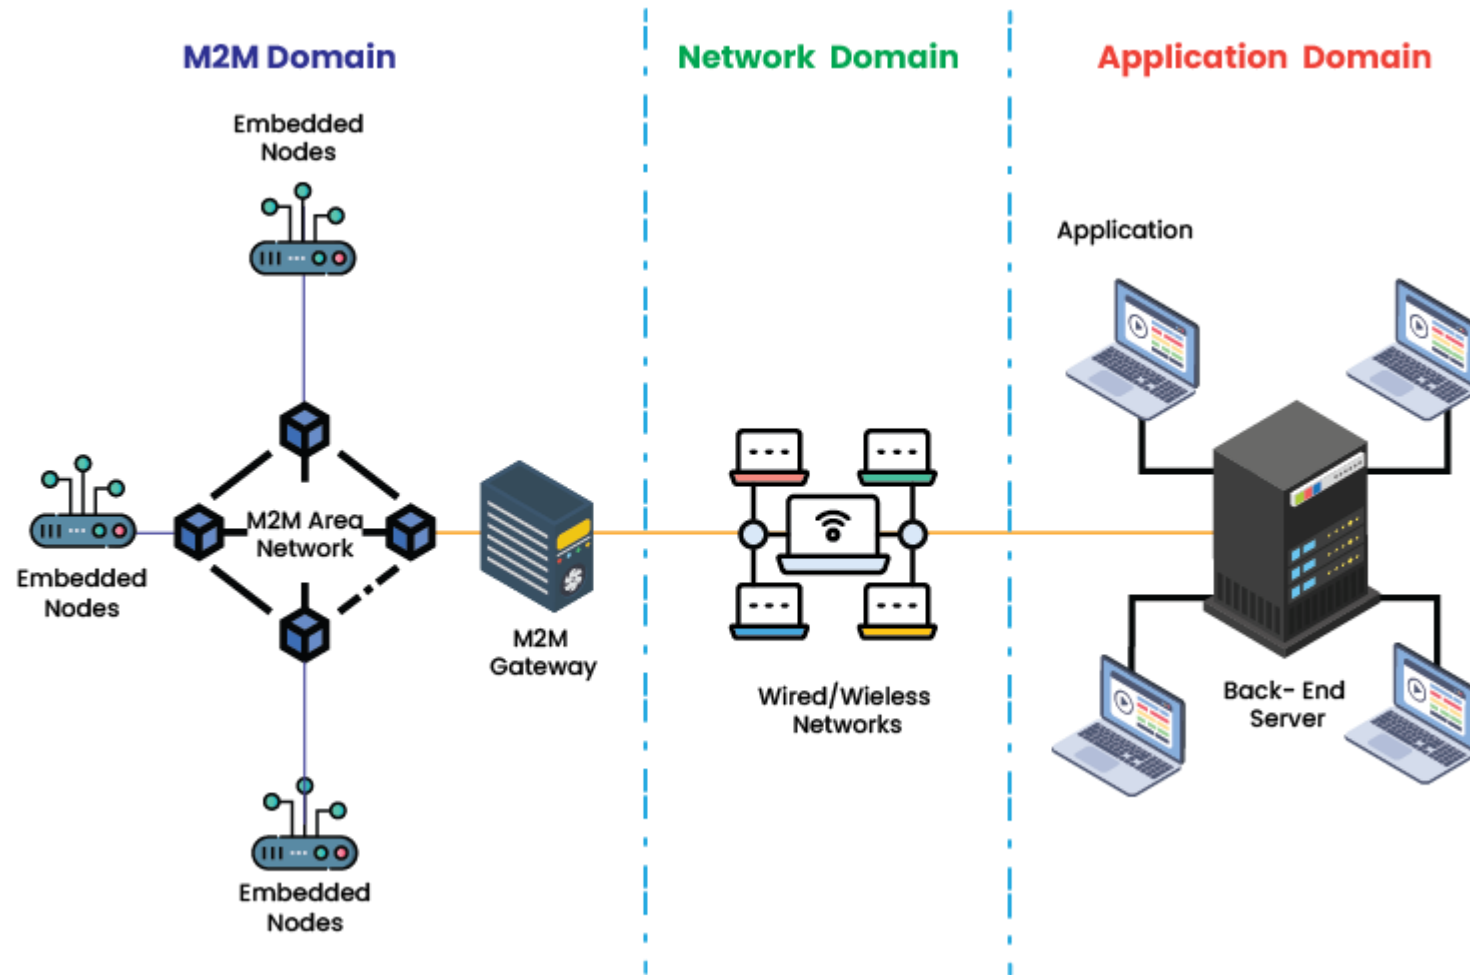 M2M Domain
Network Domain
Application Domain
Embedded
Nodes
Application
M2M Area
Network
Embedded
Nodes
M2M
Gateway
Wired/Wieless
Networks
Back- End
Server
Embedded
Nodes